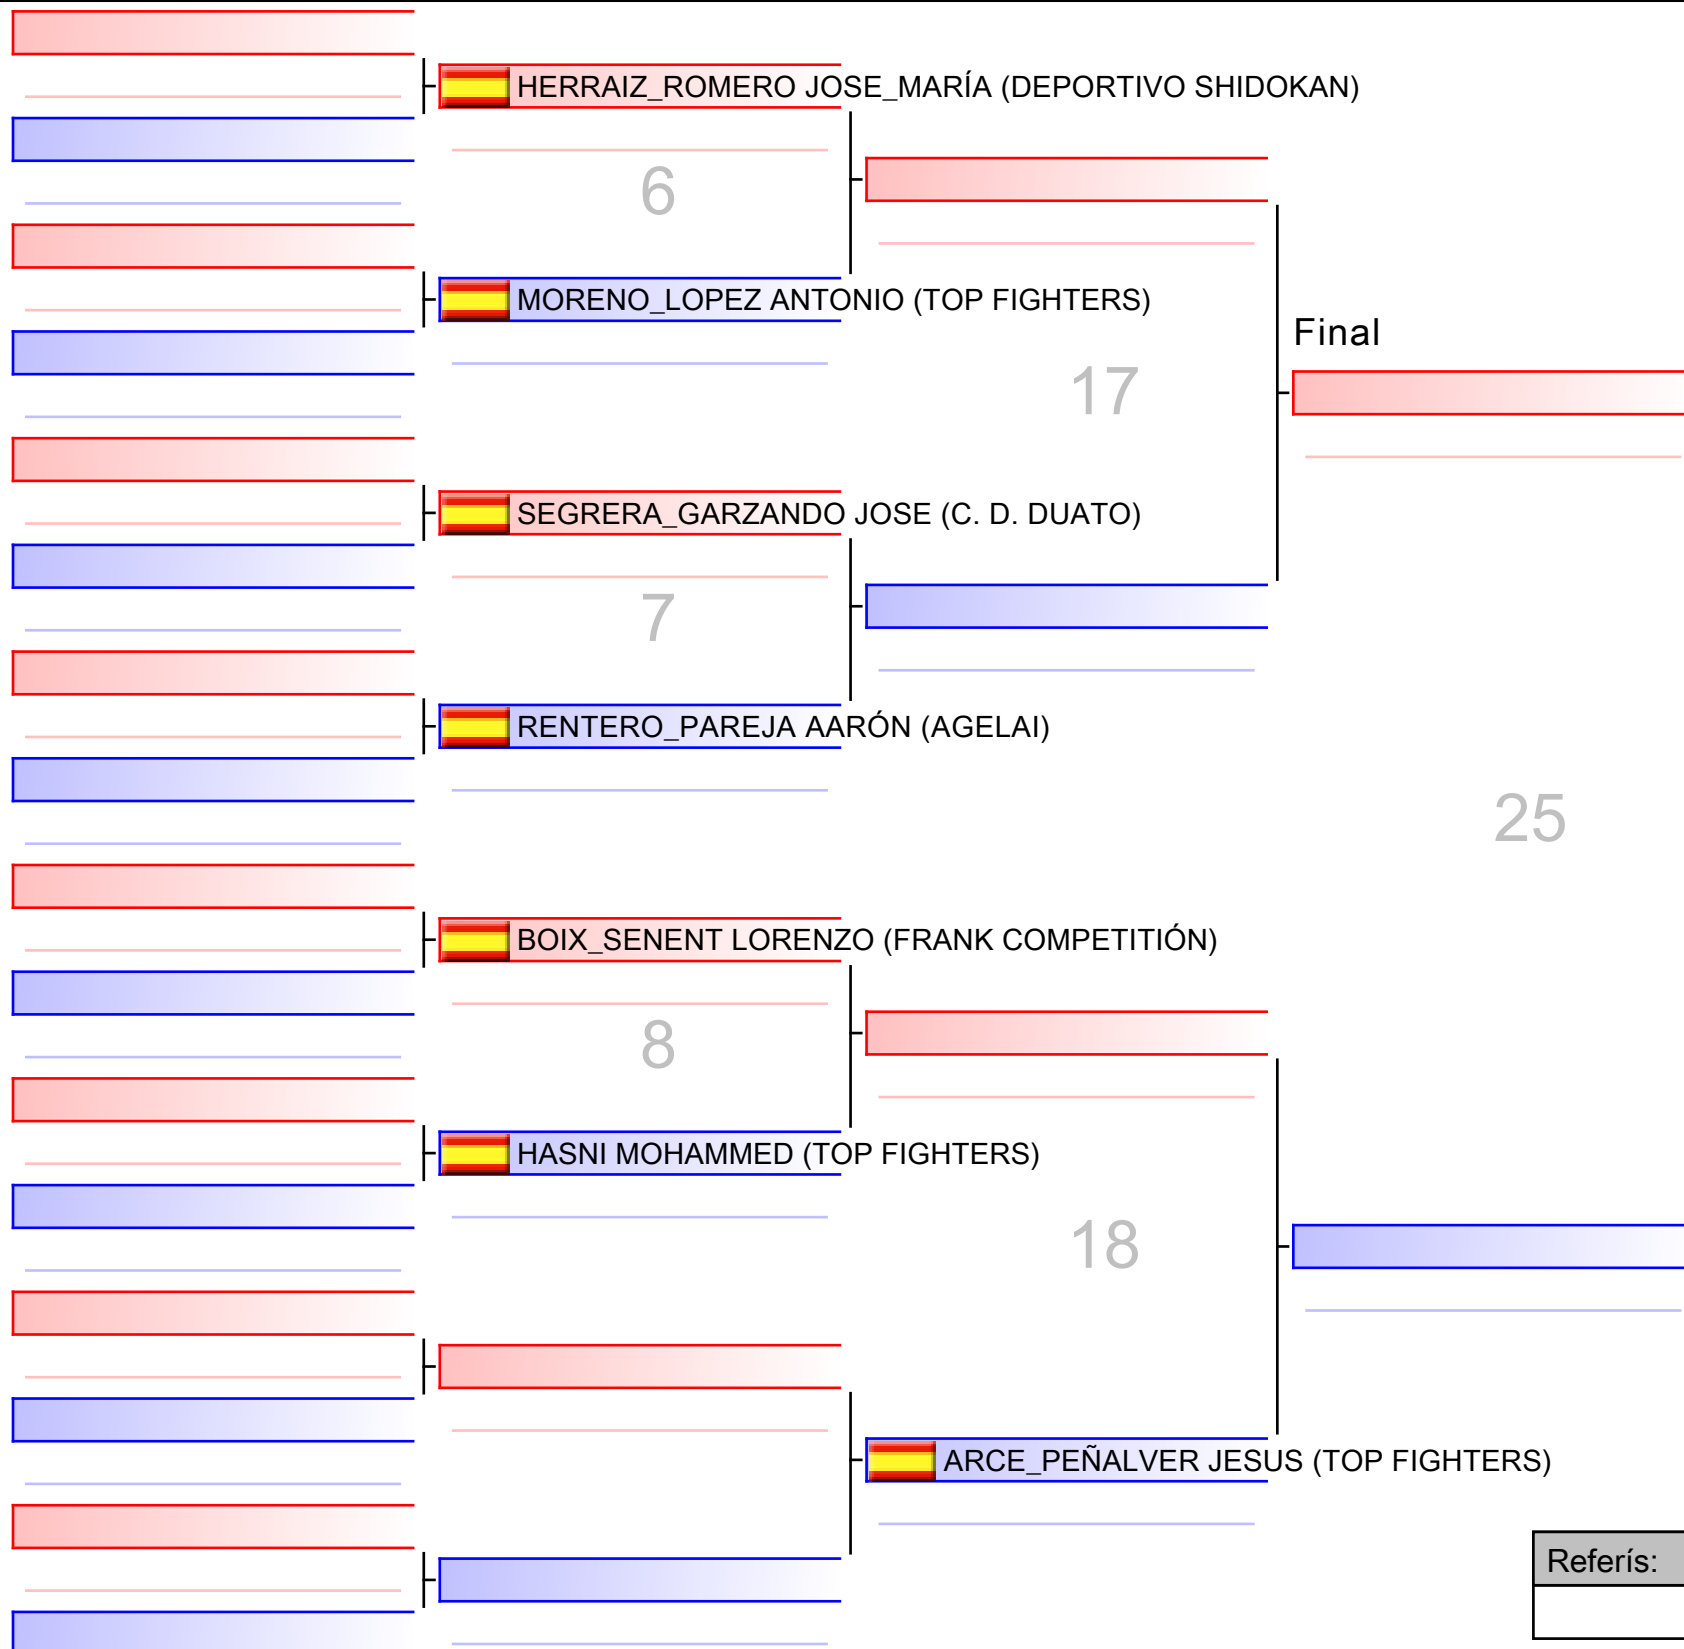 HERRAIZ_ROMERO JOSE_MARÍA (DEPORTIVO SHIDOKAN)
6
MORENO_LOPEZ ANTONIO (TOP FIGHTERS)
Final
17
SEGRERA_GARZANDO JOSE (C. D. DUATO)
7
RENTERO_PAREJA AARÓN (AGELAI)
25
BOIX_SENENT LORENZO (FRANK COMPETITIÓN)
8
HASNI MOHAMMED (TOP FIGHTERS)
18
ARCE_PEÑALVER JESUS (TOP FIGHTERS)
Referís: